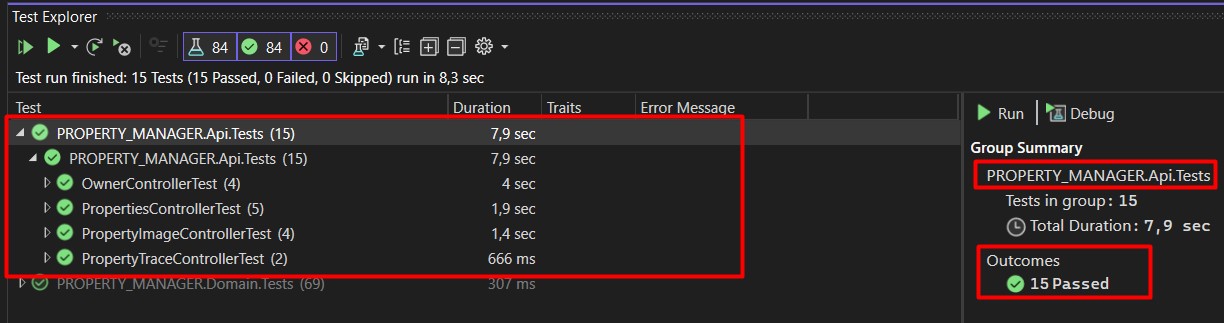 Test Explorer
84 84 0
Test run finished: 15 Tests (15 Passed, 0 Failed, 0 Skipped) run in 8,3 sec
Test Duration Traits Error Message
PROPERTY_MANAGER.Api.Tests (15) 7,9 sec
PROPERTY_MANAGER.Api.Tests (15) 7,9 sec
OwnerControllerTest (4) 4 sec
PropertiesControllerTest (5) 1,9 sec
PropertyImageControllerTest (4) 1,4 sec
PropertyTraceControllerTest (2) 666 ms
PROPERTY_MANAGER.Domain.Tests (69) 307 ms
Run Debug
Group Summary
PROPERTY_MANAGER.Api.Tests
Tests in group: 15
Total Duration: 7,9 sec
Outcomes
15 Passed